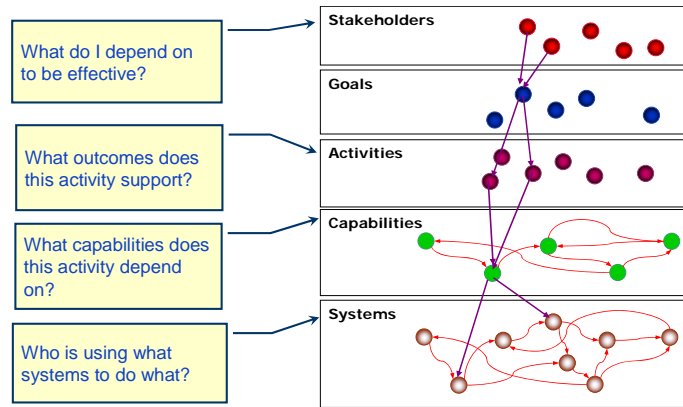 Stakeholders
What do I depend on
to be effective?
Goals
What outcomes does
this activity support?
Activities
What capabilities does
this activity depend
on?
Capabilities
Who is using what
systems to do what?
Systems